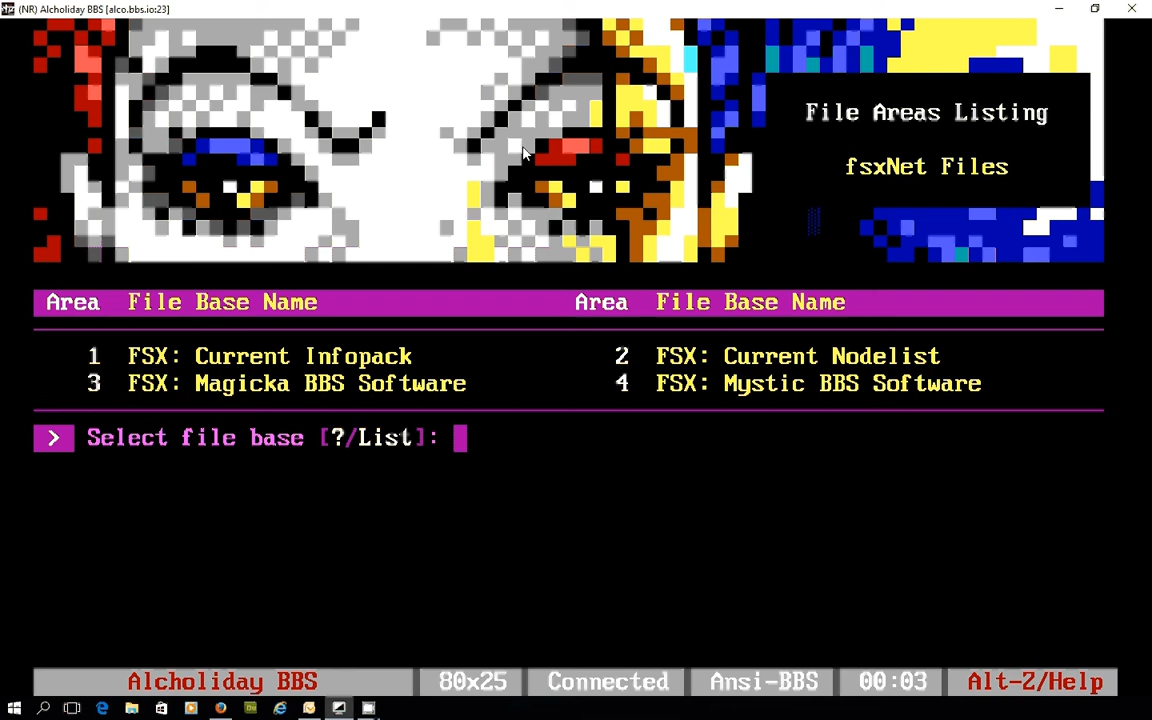 (NR) Alcholiday BBS [alco.bbs.io:23]
File Areas Listing
fsxNet Files
Area File Base Name Area File Base Name
1 FSX: Current Infopack 2 FSX: Current Nodelist
3 FSX: Magicka BBS Software 4 FSX: Mystic BBS Software
> Select file base [?/List]:
Alcholiday BBS 80x25 Connected Ansi-BBS 00:03 Alt-Z/Help